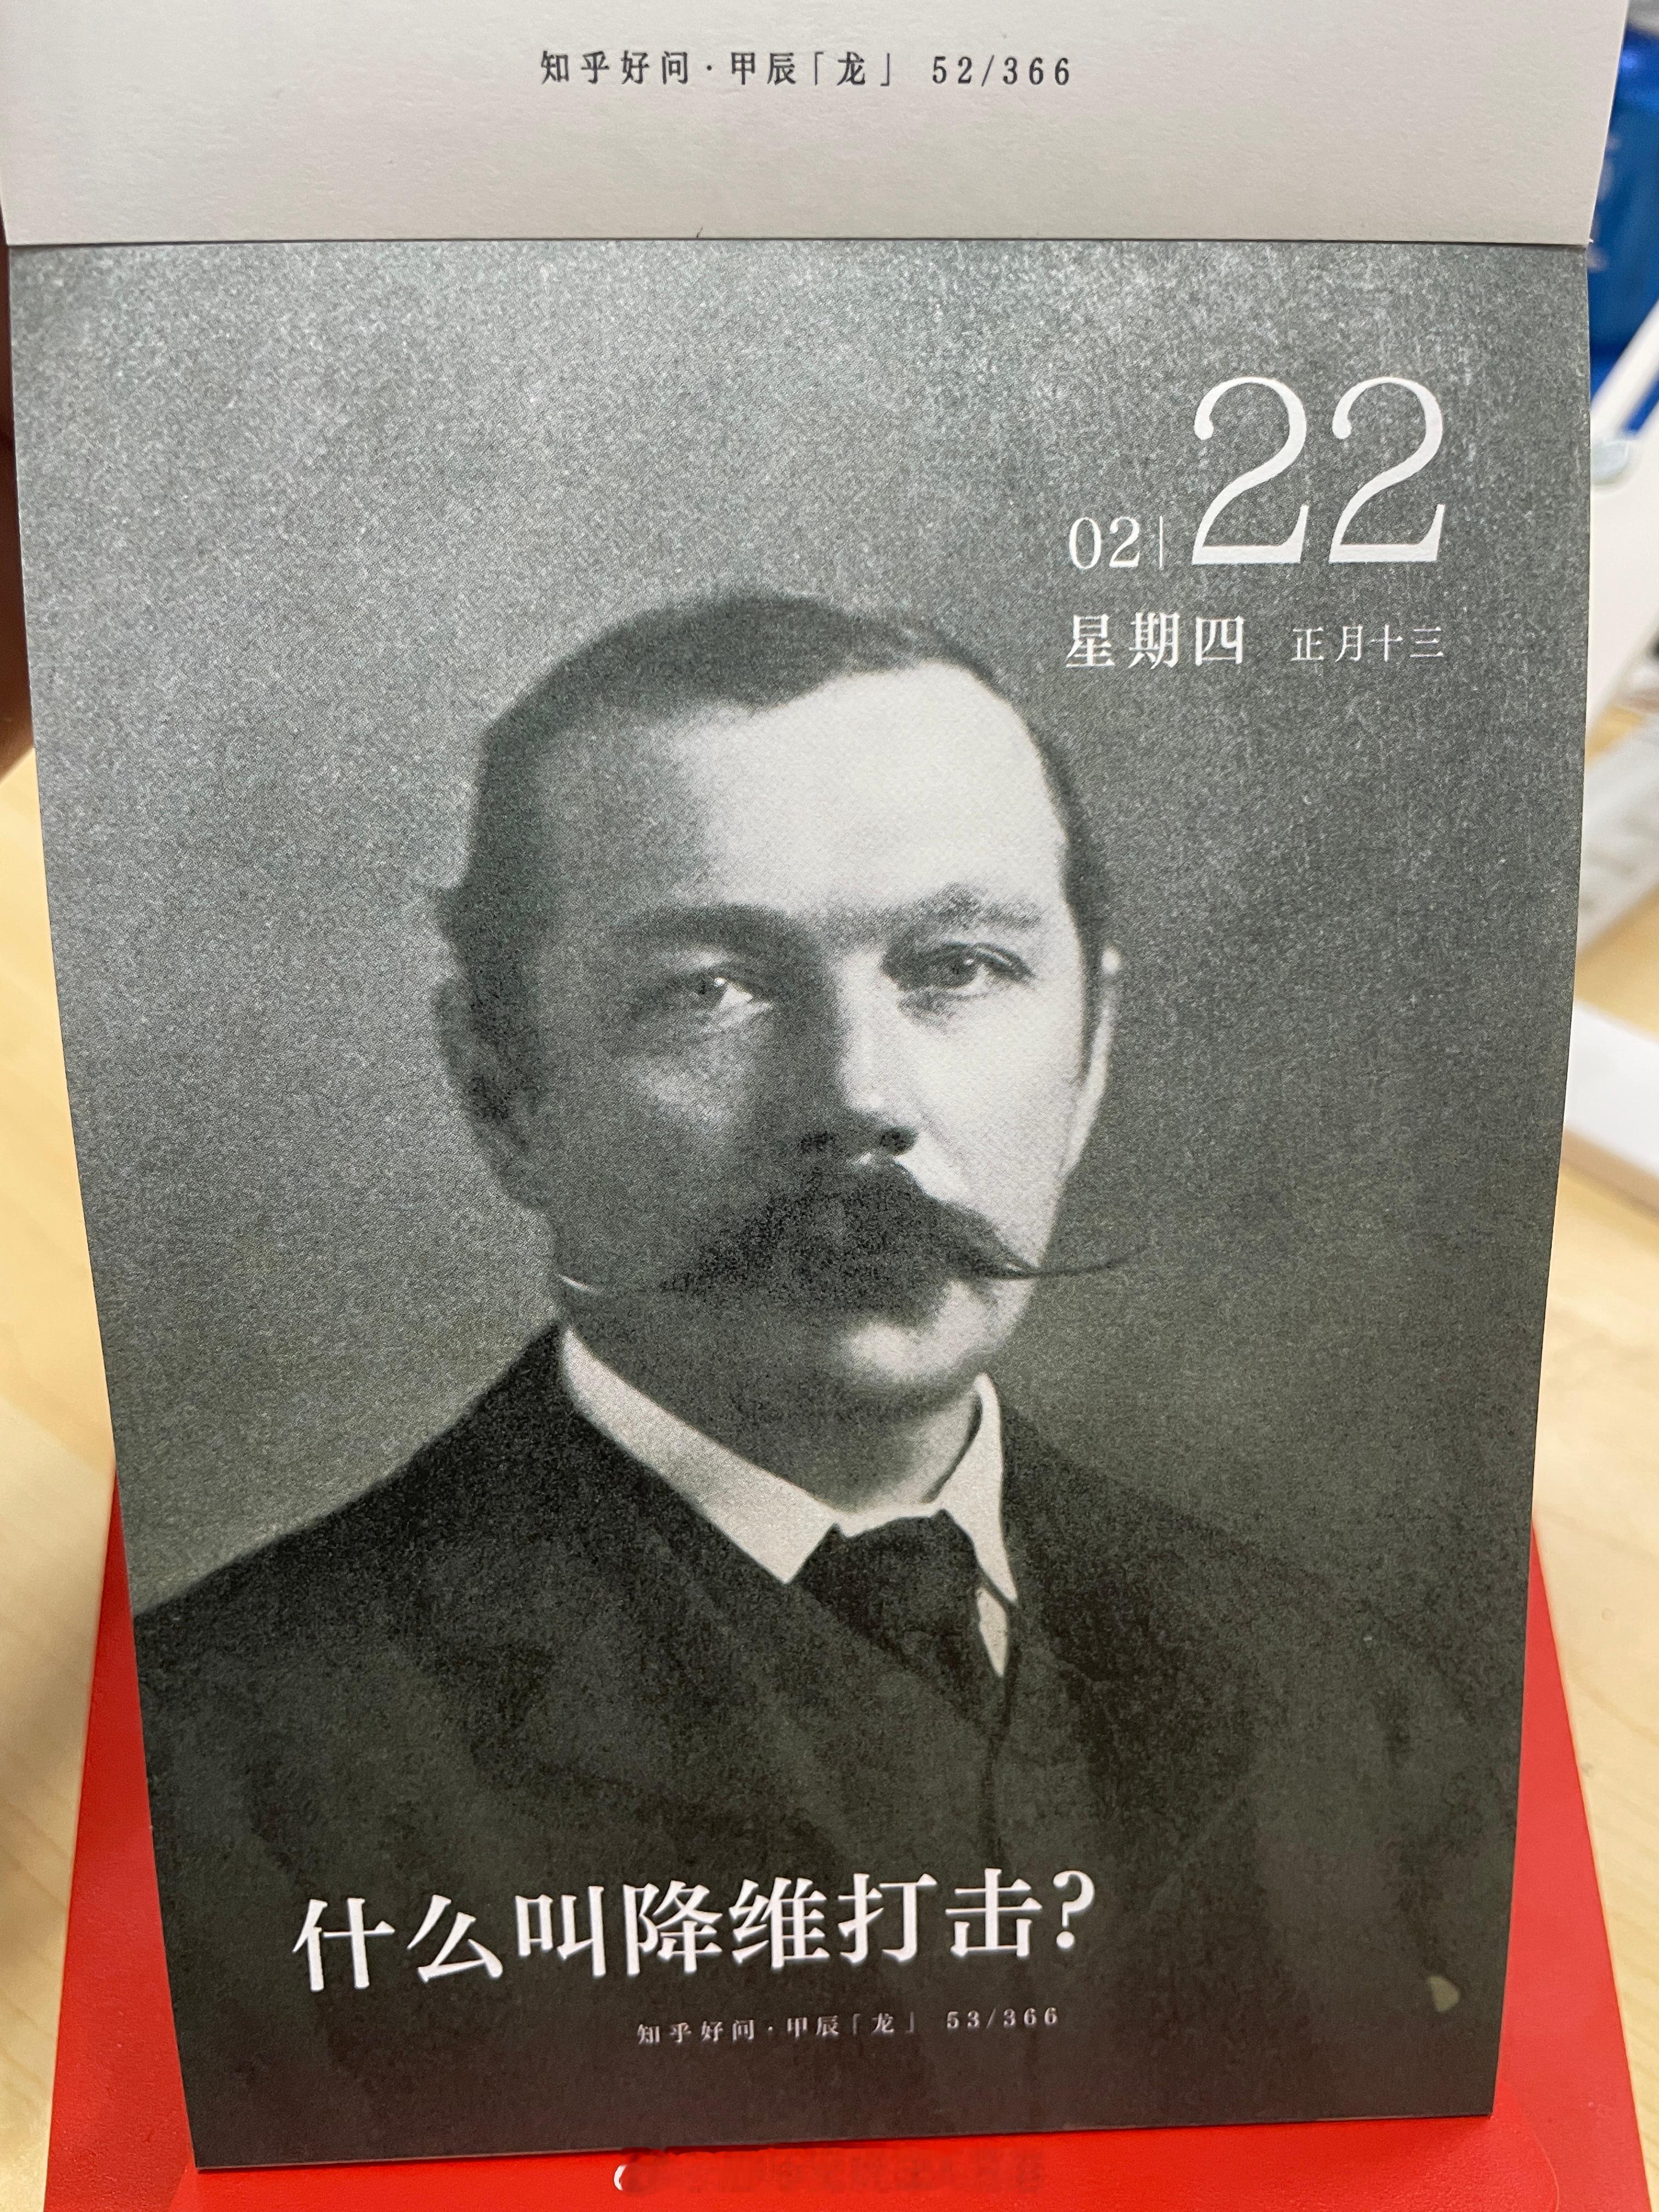 知乎好问·甲辰「龙」 52/366
02|22
星期四 正月十三
什么叫降维打击?
知乎好问·甲辰「龙」 53/366